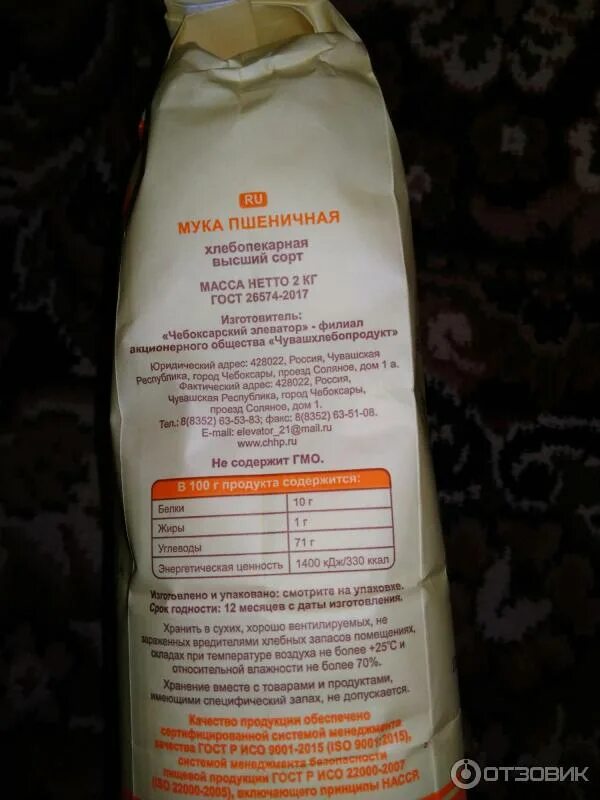 RU
МУКА ПШЕНИЧНАЯ
хлебопекарная
высший сорт
МАССА НЕТТО 2 КГ
ГОСТ 26574-2017
Изготовитель:
«Чебоксарский элеватор» - филиал
акционерного общества «Чувашхлебопродукт»
Юридический адрес: 428022, Россия, Чувашская
Республика, город Чебоксары, проезд Соляное, дом 1 а.
Фактический адрес: 428022, Россия,
Чувашская Республика, город Чебоксары,
проезд Соляное, дом 1.
Тел.: 8(8352) 63-53-83; факс: 8(8352) 63-51-08.
E-mail: elevator_21@mail.ru
www.chhp.ru
Не содержит ГМО.
В 100 г продукта содержится:
Белки 10 г
Жиры 1 г
Углеводы 71 г
Энергетическая ценность 1400 кДж/330 ккал
Изготовлено и упаковано: смотрите на упаковке.
Срок годности: 12 месяцев с даты изготовления.
Хранить в сухих, хорошо вентилируемых, не
зараженных вредителями хлебных запасов помещениях,
складах при температуре воздуха не более +25°С и
относительной влажности не более 70%.
Хранение вместе с товарами и продуктами,
имеющими специфический запах, не допускается.
Качество продукции обеспечено
сертифицированной системой менеджмента
качества ГОСТ Р ИСО 9001-2015 (ISO 9001:2015),
системой менеджмента безопасности
пищевой продукции ГОСТ Р ИСО 22000-2007
(ISO 22000-2005), включающего принципы НАССР.
ОТЗОВИК